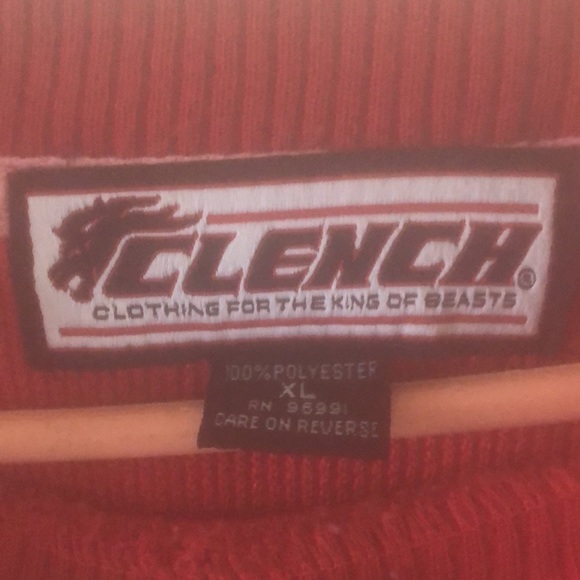 CLENCH®
CLOTHING FOR THE KING OF BEASTS
100% POLYESTER
XL
RN 96991
CARE ON REVERSE